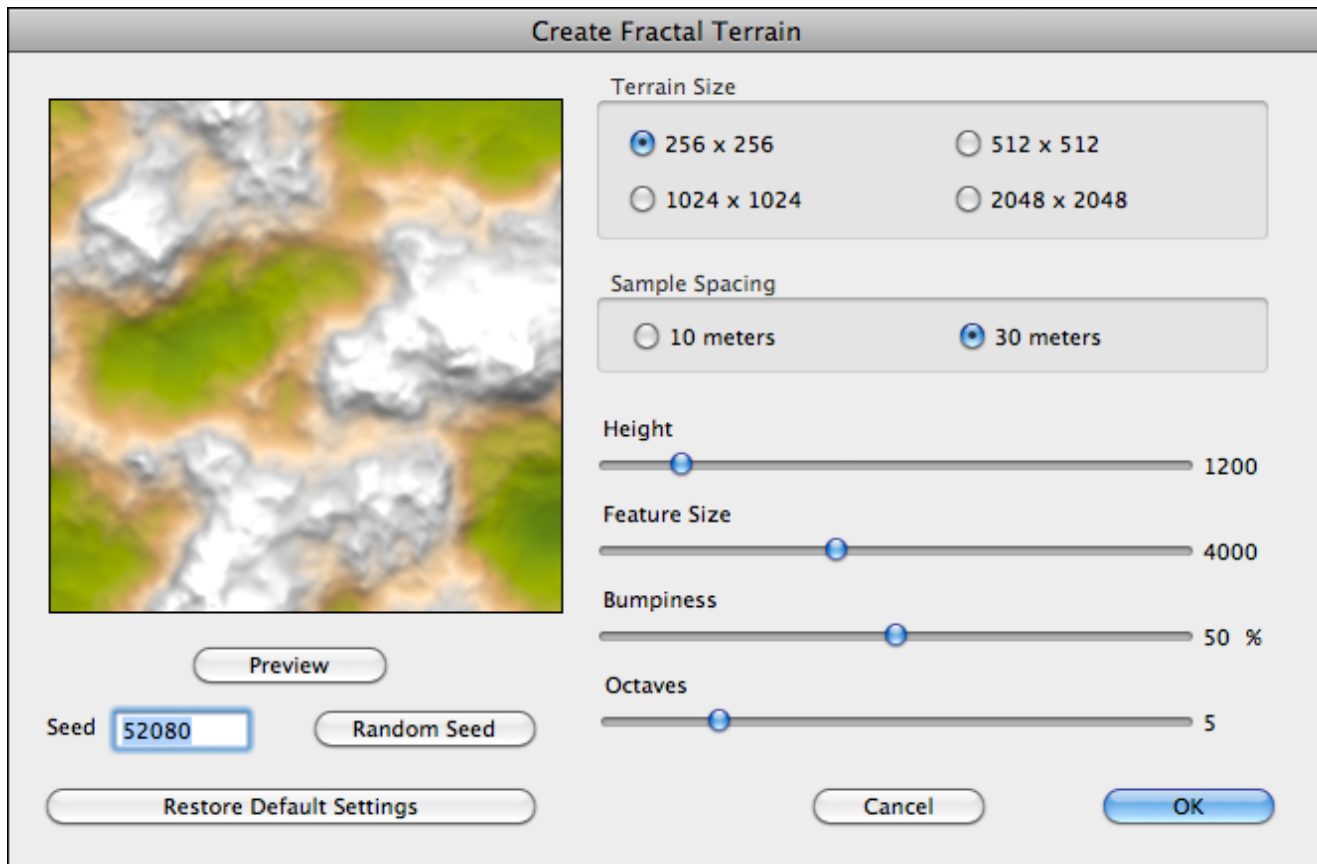 Create Fractal Terrain
Terrain Size
256 x 256
512 x 512
1024 x 1024
2048 x 2048
Sample Spacing
10 meters
30 meters
Height
1200
Feature Size
4000
Bumpiness
50 %
Octaves
5
Preview
Seed 52080
Random Seed
Restore Default Settings
Cancel
OK